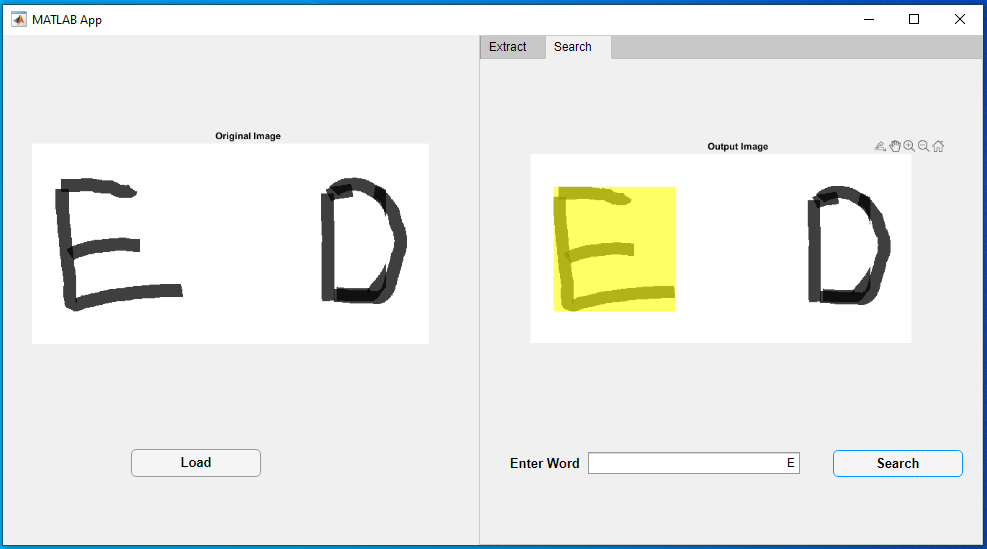 MATLAB App
Extract Search
Original Image
E D
Load
Output Image
E D
Enter Word E Search